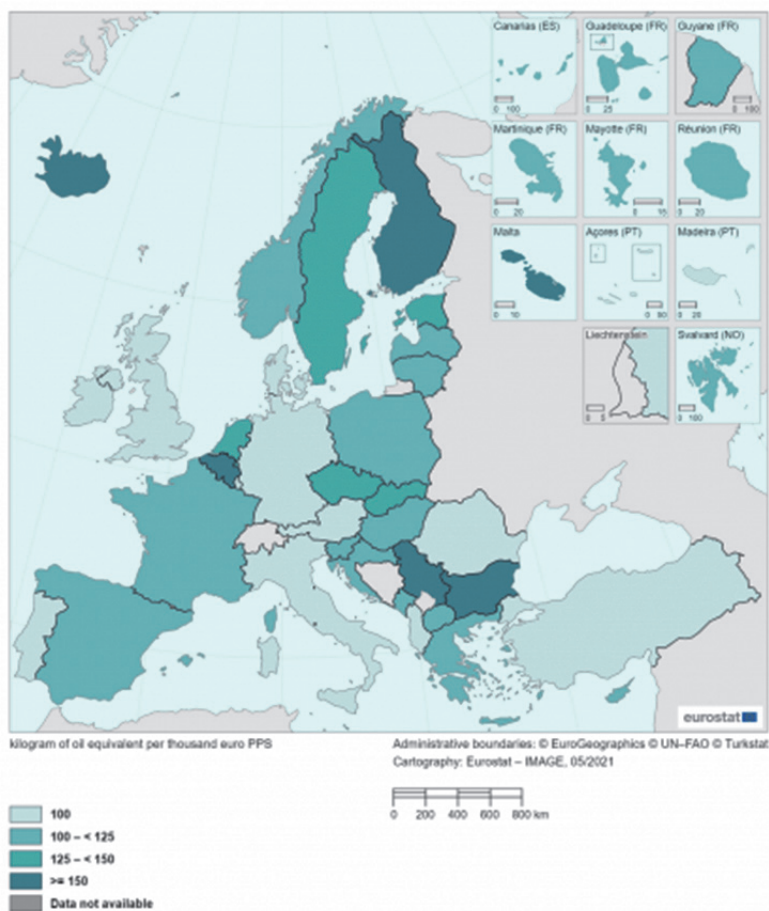 Canarias (ES)
0 100
Guadeloupe (FR)
0 25
Guyane (FR)
0 100
Martinique (FR)
0 20
Mayotte (FR)
0 15
Réunion (FR)
0 20
Malta
0 10
Açores (PT)
0 50
Madeira (PT)
0 20
Liechtenstein
0 5
Svalvard (NO)
0 100
eurostat
kilogram of oil equivalent per thousand euro PPS
Administrative boundaries: © EuroGeographics © UN–FAO © Turkstat
Cartography: Eurostat – IMAGE, 05/2021
0 200 400 600 800 km
100
100 – < 125
125 – < 150
>= 150
Data not available